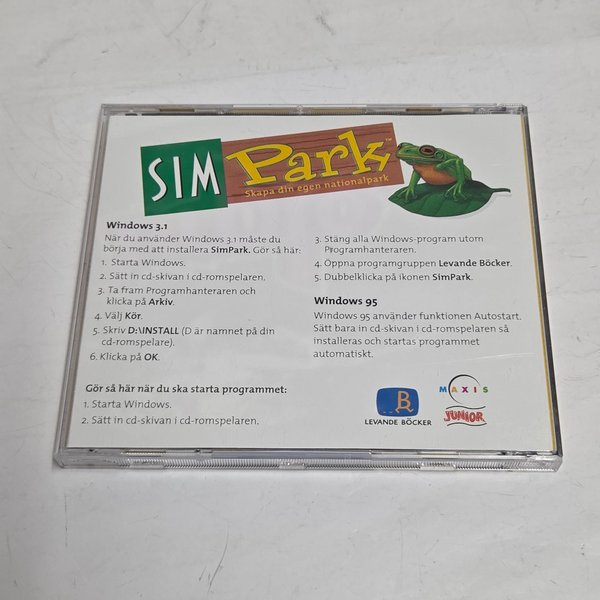 SIM Park™
Skapa din egen nationalpark
Windows 3.1
När du använder Windows 3.1 måste du
börja med att installera SimPark. Gör så här:
1. Starta Windows.
2. Sätt in cd-skivan i cd-romspelaren.
3. Ta fram Programhanteraren och
klicka på Arkiv.
4. Välj Kör.
5. Skriv D:\INSTALL (D är namnet på din
cd-romspelare).
6. Klicka på OK.
Gör så här när du ska starta programmet:
1. Starta Windows.
2. Sätt in cd-skivan i cd-romspelaren.
3. Stäng alla Windows-program utom
Programhanteraren.
4. Öppna programgruppen Levande Böcker.
5. Dubbelklicka på ikonen SimPark.
Windows 95
Windows 95 använder funktionen Autostart.
Sätt bara in cd-skivan i cd-romspelaren så
installeras och startas programmet
automatiskt.
B
LEVANDE BÖCKER
MAXIS
JUNIOR